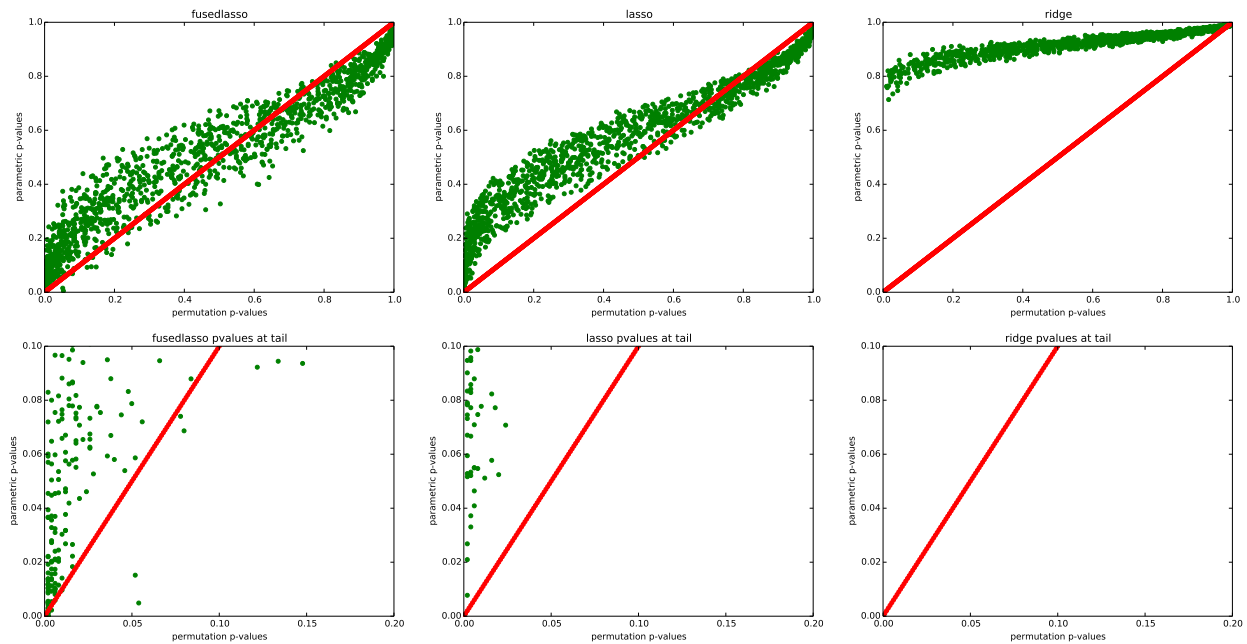 fusedlasso
1.0
0.8
0.6
0.4
0.2
0.0
parametric p-values
0.0 0.2 0.4 0.6 0.8 1.0
permutation p-values
lasso
1.0
0.8
0.6
0.4
0.2
0.0
parametric p-values
0.0 0.2 0.4 0.6 0.8 1.0
permutation p-values
ridge
1.0
0.8
0.6
0.4
0.2
0.0
parametric p-values
0.0 0.2 0.4 0.6 0.8 1.0
permutation p-values
fusedlasso pvalues at tail
0.10
0.08
0.06
0.04
0.02
0.00
parametric p-values
0.00 0.05 0.10 0.15 0.20
permutation p-values
lasso pvalues at tail
0.10
0.08
0.06
0.04
0.02
0.00
parametric p-values
0.00 0.05 0.10 0.15 0.20
permutation p-values
ridge pvalues at tail
0.10
0.08
0.06
0.04
0.02
0.00
parametric p-values
0.00 0.05 0.10 0.15 0.20
permutation p-values